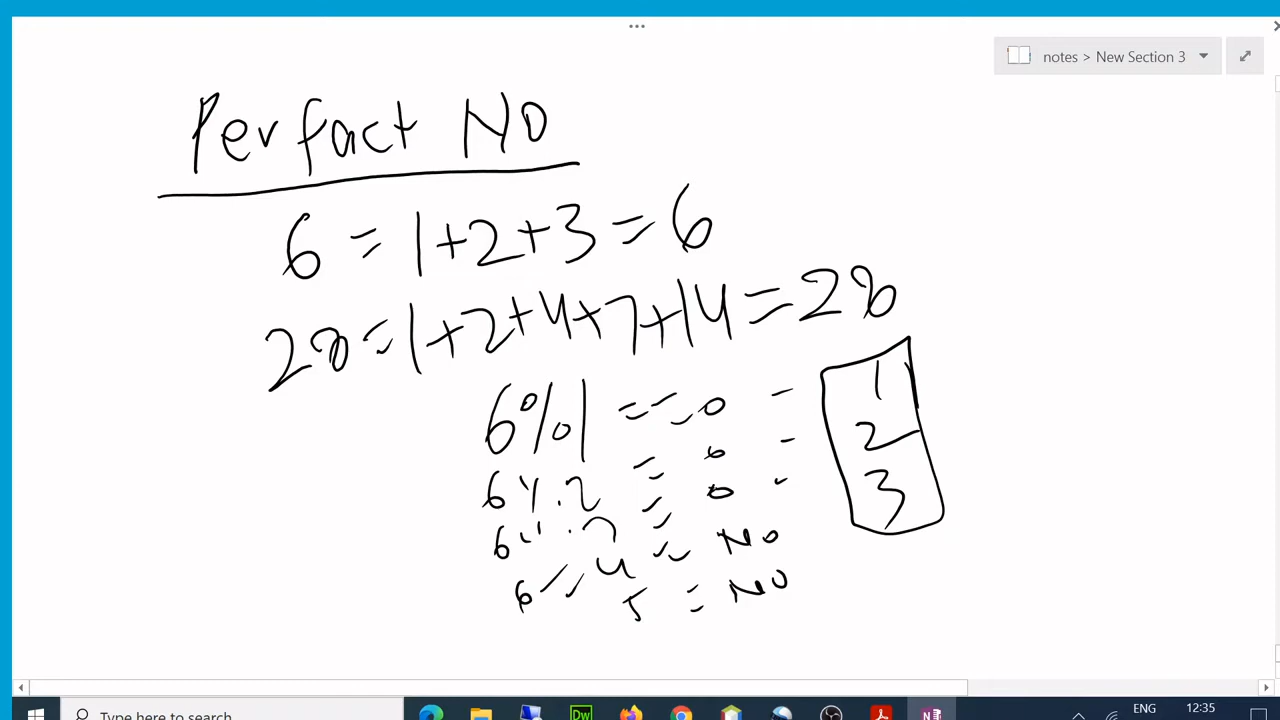 notes > New Section 3
Perfact NO
6 = 1+2+3 = 6
28 = 1+2+4+7+14 = 28
6%1 == 0 - 1
6%2 = 0 - 2
6%3 = 0 - 3
6%4 = No
6%5 = NO
Type here to search
Dw
N
ENG
12:35